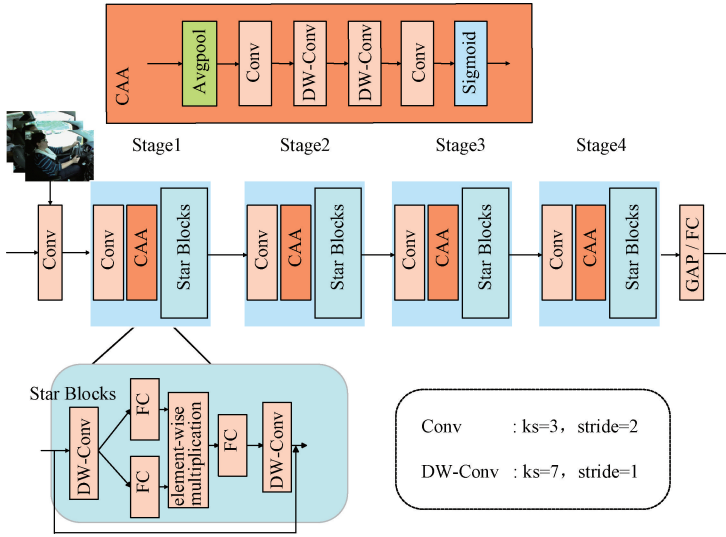 CAA
Avgpool
Conv
DW-Conv
DW-Conv
Conv
Sigmoid
Stage1
Stage2
Stage3
Stage4
Conv
Conv
CAA
Star Blocks
Conv
CAA
Star Blocks
Conv
CAA
Star Blocks
Conv
CAA
Star Blocks
GAP / FC
Star Blocks
DW-Conv
FC
FC
element-wise
multiplication
FC
DW-Conv
Conv : ks=3，stride=2
DW-Conv : ks=7，stride=1